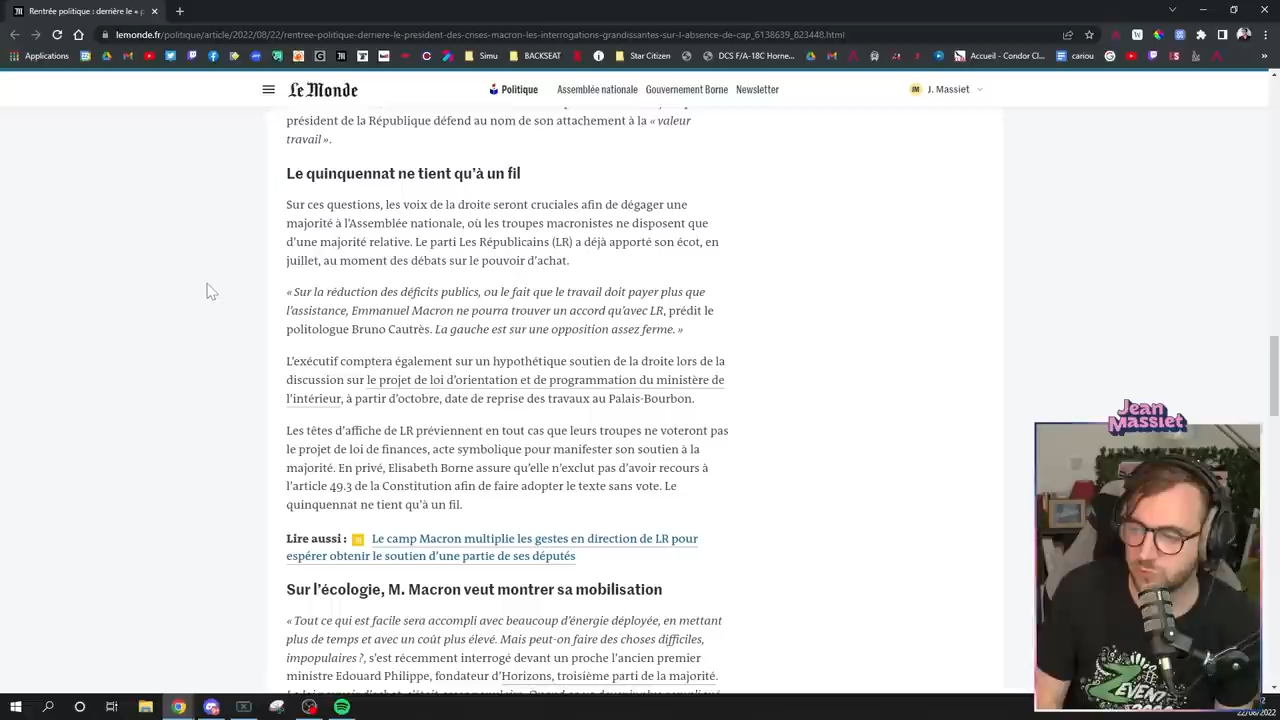 Rentrée politique : derrière le « p
lemonde.fr/politique/article/2022/08/22/rentree-politique-derriere-le-president-des-crises-macron-les-interrogations-grandissantes-sur-l-absence-de-cap_6138639_823448.html
Applications
Simu
BACKSEAT
Star Citizen
DCS F/A-18C Horne...
Accueil - Condor Cl...
cariou
Le Monde
Politique
Assemblée nationale
Gouvernement Borne
Newsletter
JM
J. Massiet
président de la République défend au nom de son attachement à la « valeur
travail ».
Le quinquennat ne tient qu’à un fil
Sur ces questions, les voix de la droite seront cruciales afin de dégager une
majorité à l’Assemblée nationale, où les troupes macronistes ne disposent que
d’une majorité relative. Le parti Les Républicains (LR) a déjà apporté son écot, en
juillet, au moment des débats sur le pouvoir d’achat.
« Sur la réduction des déficits publics, ou le fait que le travail doit payer plus que
l’assistance, Emmanuel Macron ne pourra trouver un accord qu’avec LR, prédit le
politologue Bruno Cautrès. La gauche est sur une opposition assez ferme. »
L’exécutif comptera également sur un hypothétique soutien de la droite lors de la
discussion sur le projet de loi d’orientation et de programmation du ministère de
l’intérieur, à partir d’octobre, date de reprise des travaux au Palais-Bourbon.
Les têtes d’affiche de LR préviennent en tout cas que leurs troupes ne voteront pas
le projet de loi de finances, acte symbolique pour manifester son soutien à la
majorité. En privé, Elisabeth Borne assure qu’elle n’exclut pas d’avoir recours à
l’article 49.3 de la Constitution afin de faire adopter le texte sans vote. Le
quinquennat ne tient qu’à un fil.
Lire aussi : Le camp Macron multiplie les gestes en direction de LR pour
espérer obtenir le soutien d’une partie de ses députés
Sur l’écologie, M. Macron veut montrer sa mobilisation
« Tout ce qui est facile sera accompli avec beaucoup d’énergie déployée, en mettant
plus de temps et avec un coût plus élevé. Mais peut-on faire des choses difficiles,
impopulaires ?, s’est récemment interrogé devant un proche l’ancien premier
ministre Edouard Philippe, fondateur d’Horizons, troisième parti de la majorité.
Jean
Massiet
ZEVENT
22/08/2022